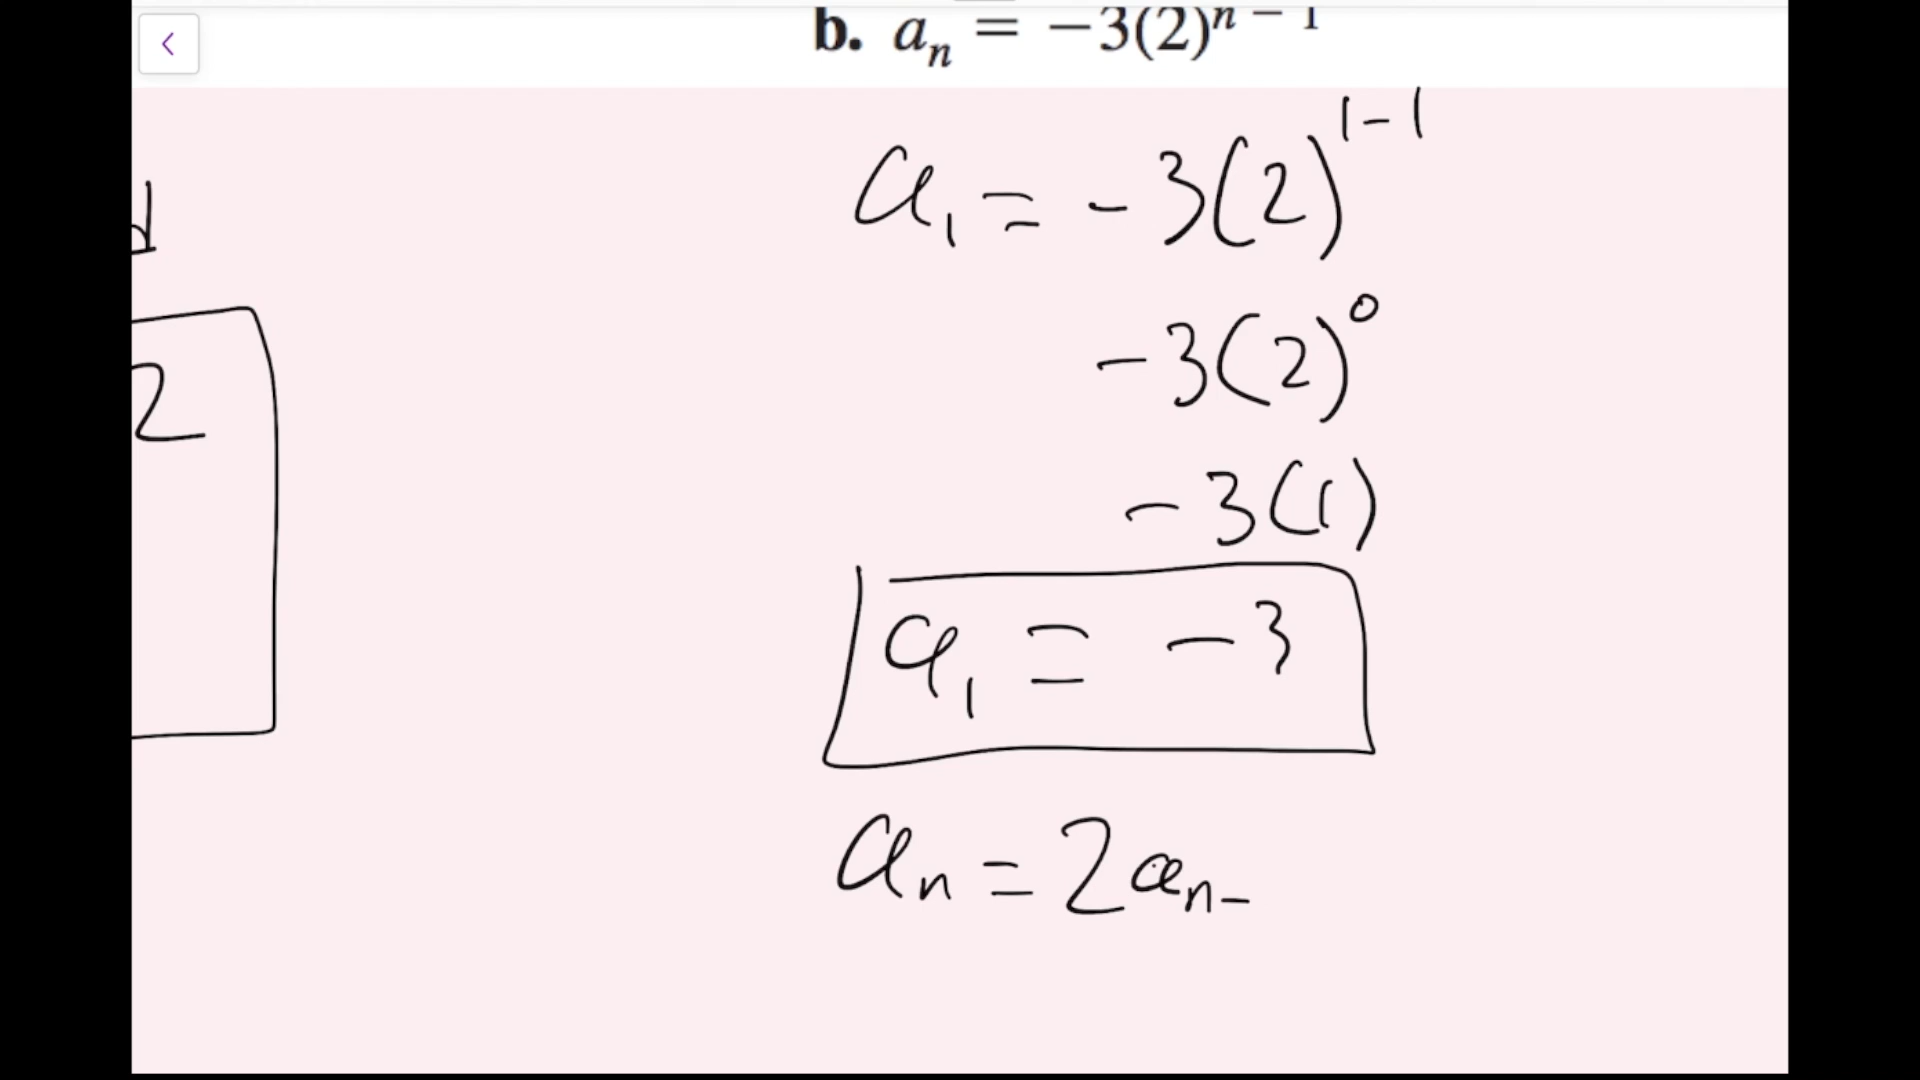 b. aₙ = −3(2)ⁿ ⁻ ¹
a₁ = -3(2)¹⁻¹
-3(2)⁰
d
2
-3(1)
a₁ = -3
aₙ = 2aₙ₋